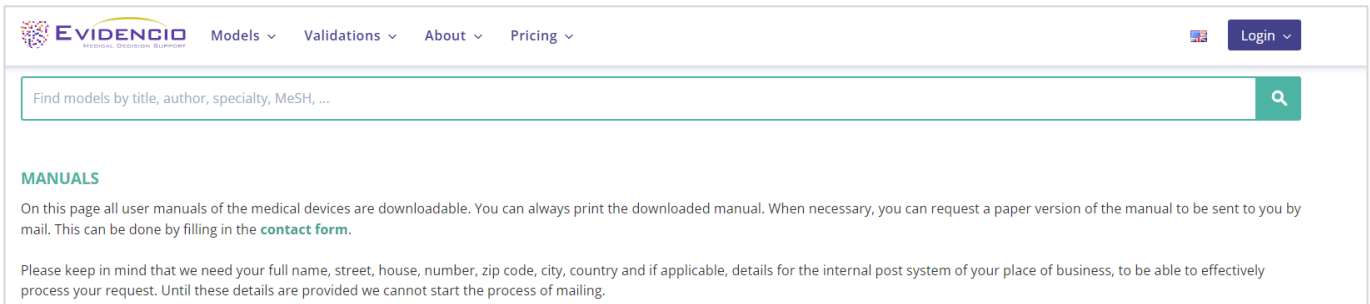 EVIDENCIO
MEDICAL DECISION SUPPORT
Models
Validations
About
Pricing
Login
Find models by title, author, specialty, MeSH, ...
MANUALS
On this page all user manuals of the medical devices are downloadable. You can always print the downloaded manual. When necessary, you can request a paper version of the manual to be sent to you by
mail. This can be done by filling in the contact form.
Please keep in mind that we need your full name, street, house, number, zip code, city, country and if applicable, details for the internal post system of your place of business, to be able to effectively
process your request. Until these details are provided we cannot start the process of mailing.